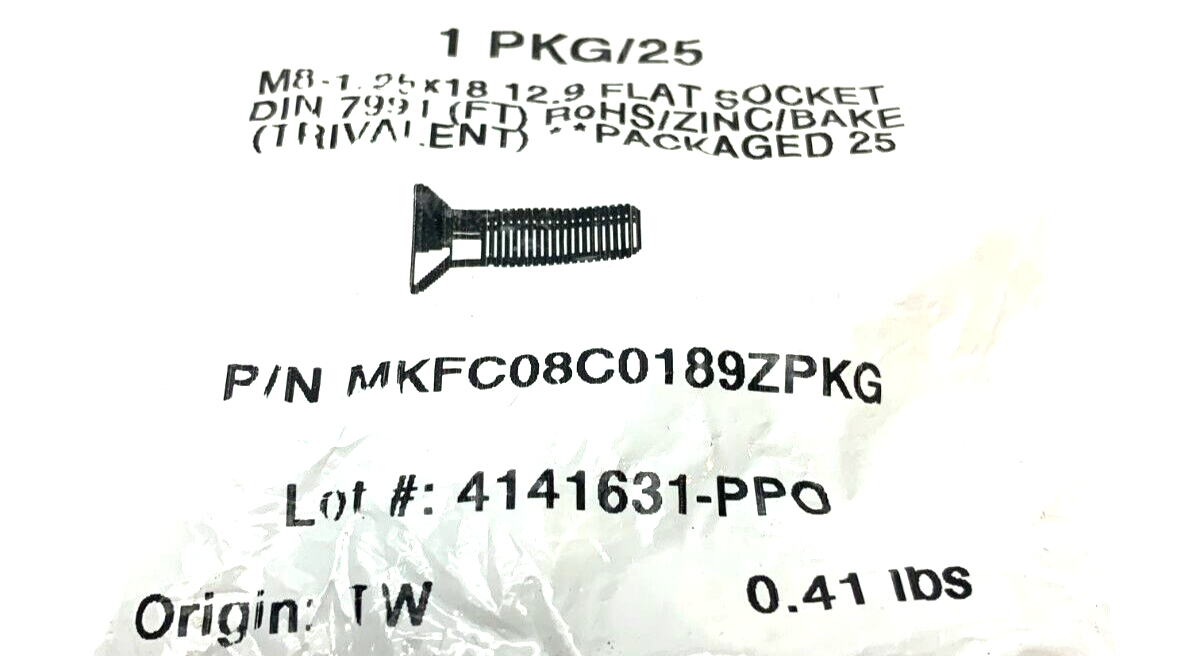 1 PKG/25
M8-1.25x18 12.9 FLAT SOCKET
DIN 7991 (FT) RoHS/ZINC/BAKE
(TRIVALENT) **PACKAGED 25
P/N MKFC08C0189ZPKG
Lot #: 4141631-PPO
Origin: TW
0.41 lbs